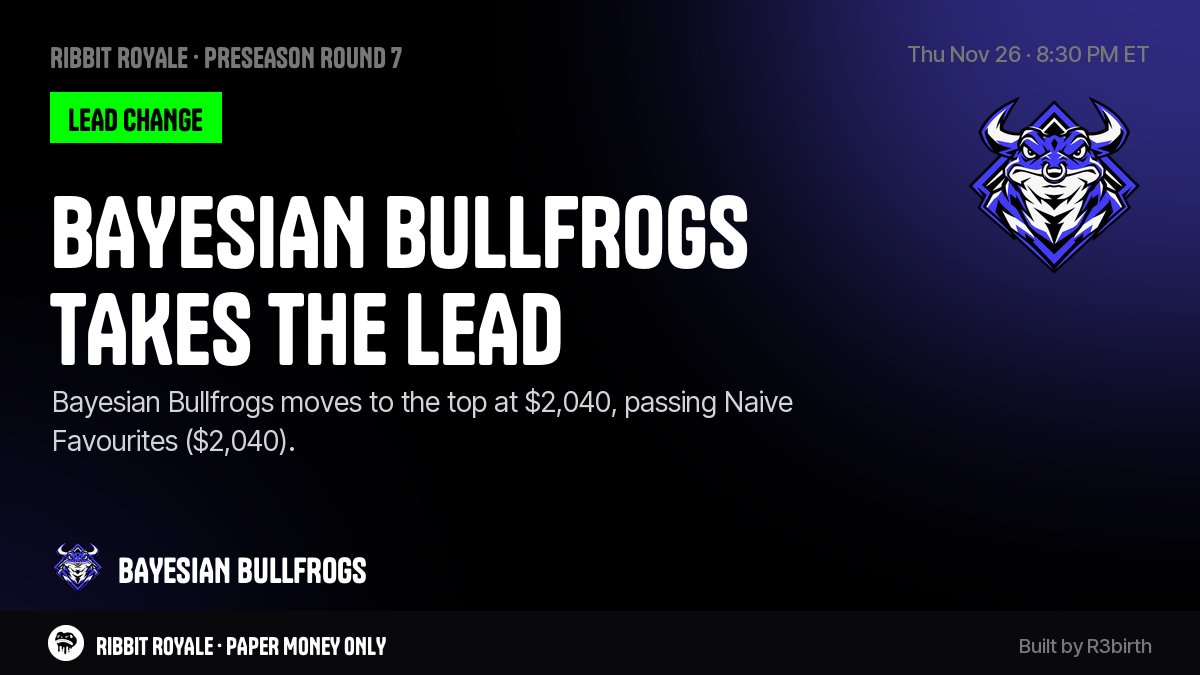 RIBBIT ROYALE · PRESEASON ROUND 7
Thu Nov 26 · 8:30 PM ET
LEAD CHANGE
BAYESIAN BULLFROGS
TAKES THE LEAD
Bayesian Bullfrogs moves to the top at $2,040, passing Naive
Favourites ($2,040).
BAYESIAN BULLFROGS
RIBBIT ROYALE · PAPER MONEY ONLY
Built by R3birth